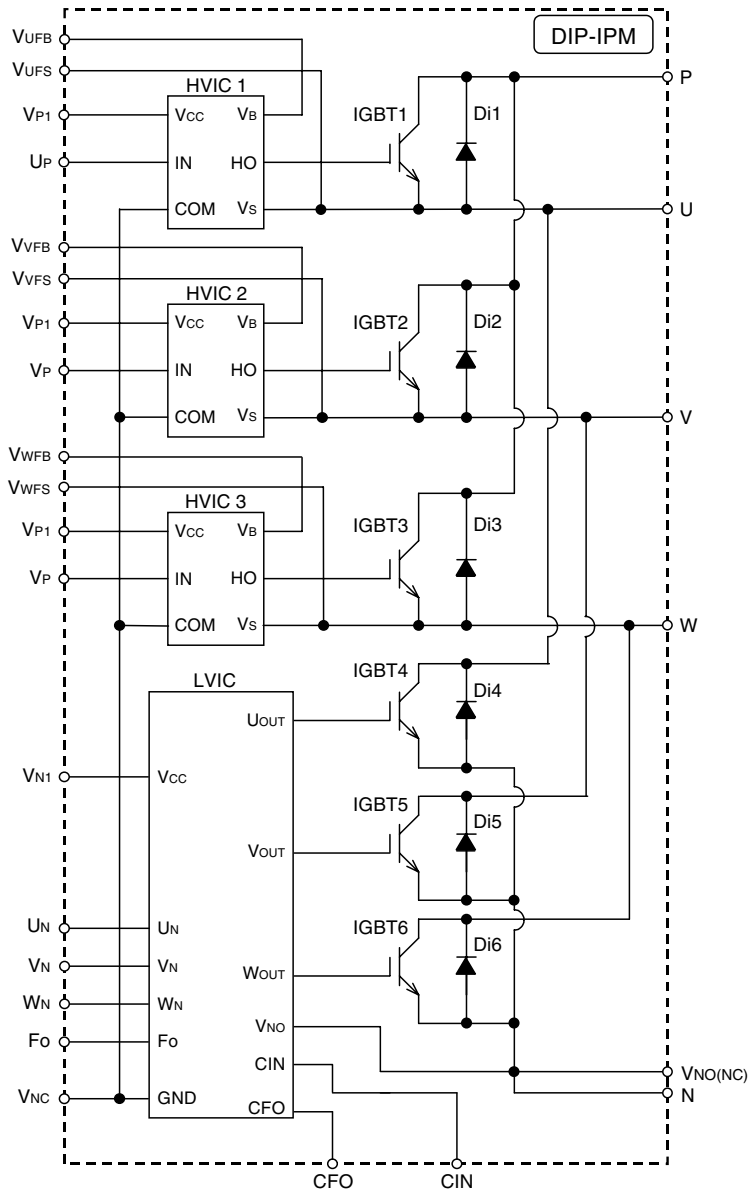 DIP-IPM
VUFB
VUFS
HVIC 1
VP1
VCC
VB
IGBT1
Di1
P
UP
IN
HO
COM
VS
U
VVFB
VVFS
HVIC 2
VP1
VCC
VB
IGBT2
Di2
VP
IN
HO
COM
VS
V
VWFB
VWFS
HVIC 3
VP1
VCC
VB
IGBT3
Di3
VP
IN
HO
COM
VS
W
LVIC
IGBT4
Di4
UOUT
VN1
VCC
IGBT5
Di5
VOUT
UN
UN
IGBT6
Di6
VN
VN
WOUT
WN
WN
VNO
Fo
Fo
CIN
VNO(NC)
VNC
GND
CFO
N
CFO
CIN